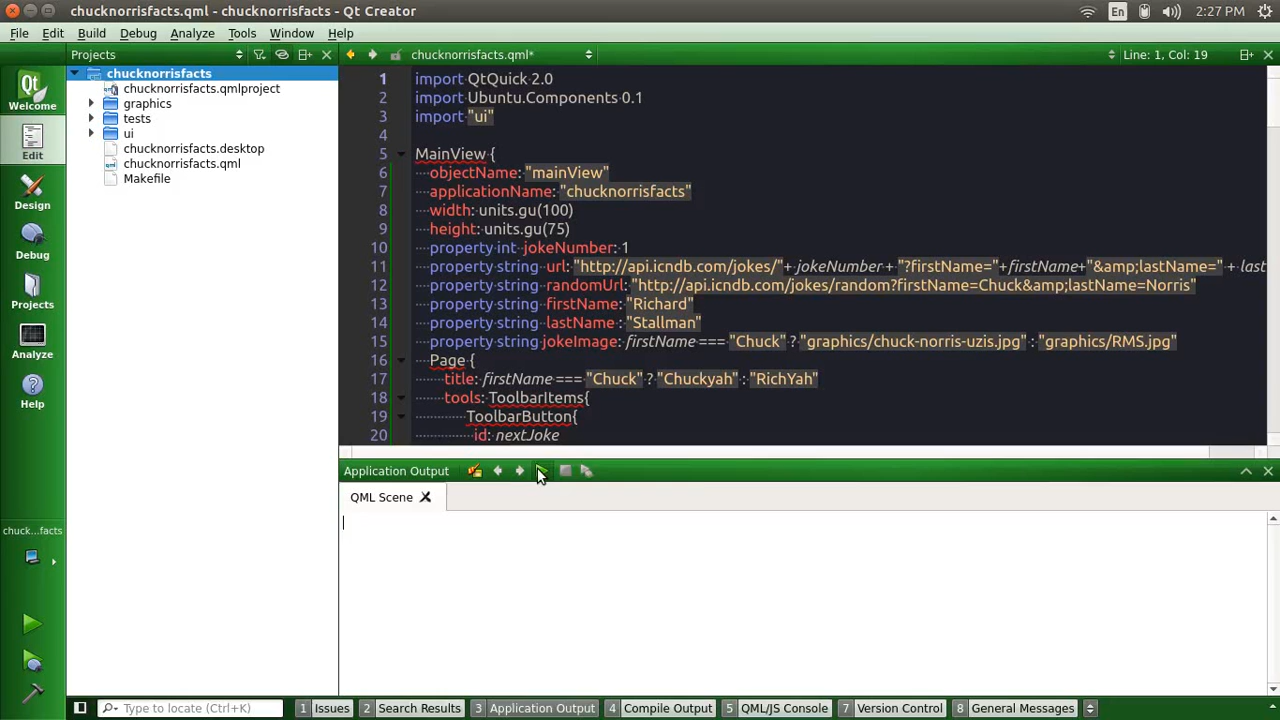 chucknorrisfacts.qml - chucknorrisfacts - Qt Creator
En
2:27 PM
File Edit Build Debug Analyze Tools Window Help
Projects
chucknorrisfacts.qml*
Line: 1, Col: 19
Qt
Welcome
Edit
Design
Debug
Projects
Analyze
Help
chuck...facts
chucknorrisfacts
chucknorrisfacts.qmlproject
graphics
tests
ui
chucknorrisfacts.desktop
chucknorrisfacts.qml
Makefile
1 import QtQuick 2.0
2 import Ubuntu.Components 0.1
3 import "ui"
4
5 MainView {
6 objectName: "mainView"
7 applicationName: "chucknorrisfacts"
8 width: units.gu(100)
9 height: units.gu(75)
10 property int jokeNumber: 1
11 property string url: "http://api.icndb.com/jokes/"+ jokeNumber + "?firstName="+firstName+"&amp;lastName=" + last
12 property string randomUrl: "http://api.icndb.com/jokes/random?firstName=Chuck&amp;lastName=Norris"
13 property string firstName: "Richard"
14 property string lastName : "Stallman"
15 property string jokeImage: firstName === "Chuck" ? "graphics/chuck-norris-uzis.jpg" : "graphics/RMS.jpg"
16 Page {
17 title: firstName === "Chuck" ? "Chuckyah" : "RichYah"
18 tools: ToolbarItems{
19 ToolbarButton{
20 id: nextJoke
Application Output
QML Scene
Type to locate (Ctrl+K)
1 Issues
2 Search Results
3 Application Output
4 Compile Output
5 QML/JS Console
7 Version Control
8 General Messages